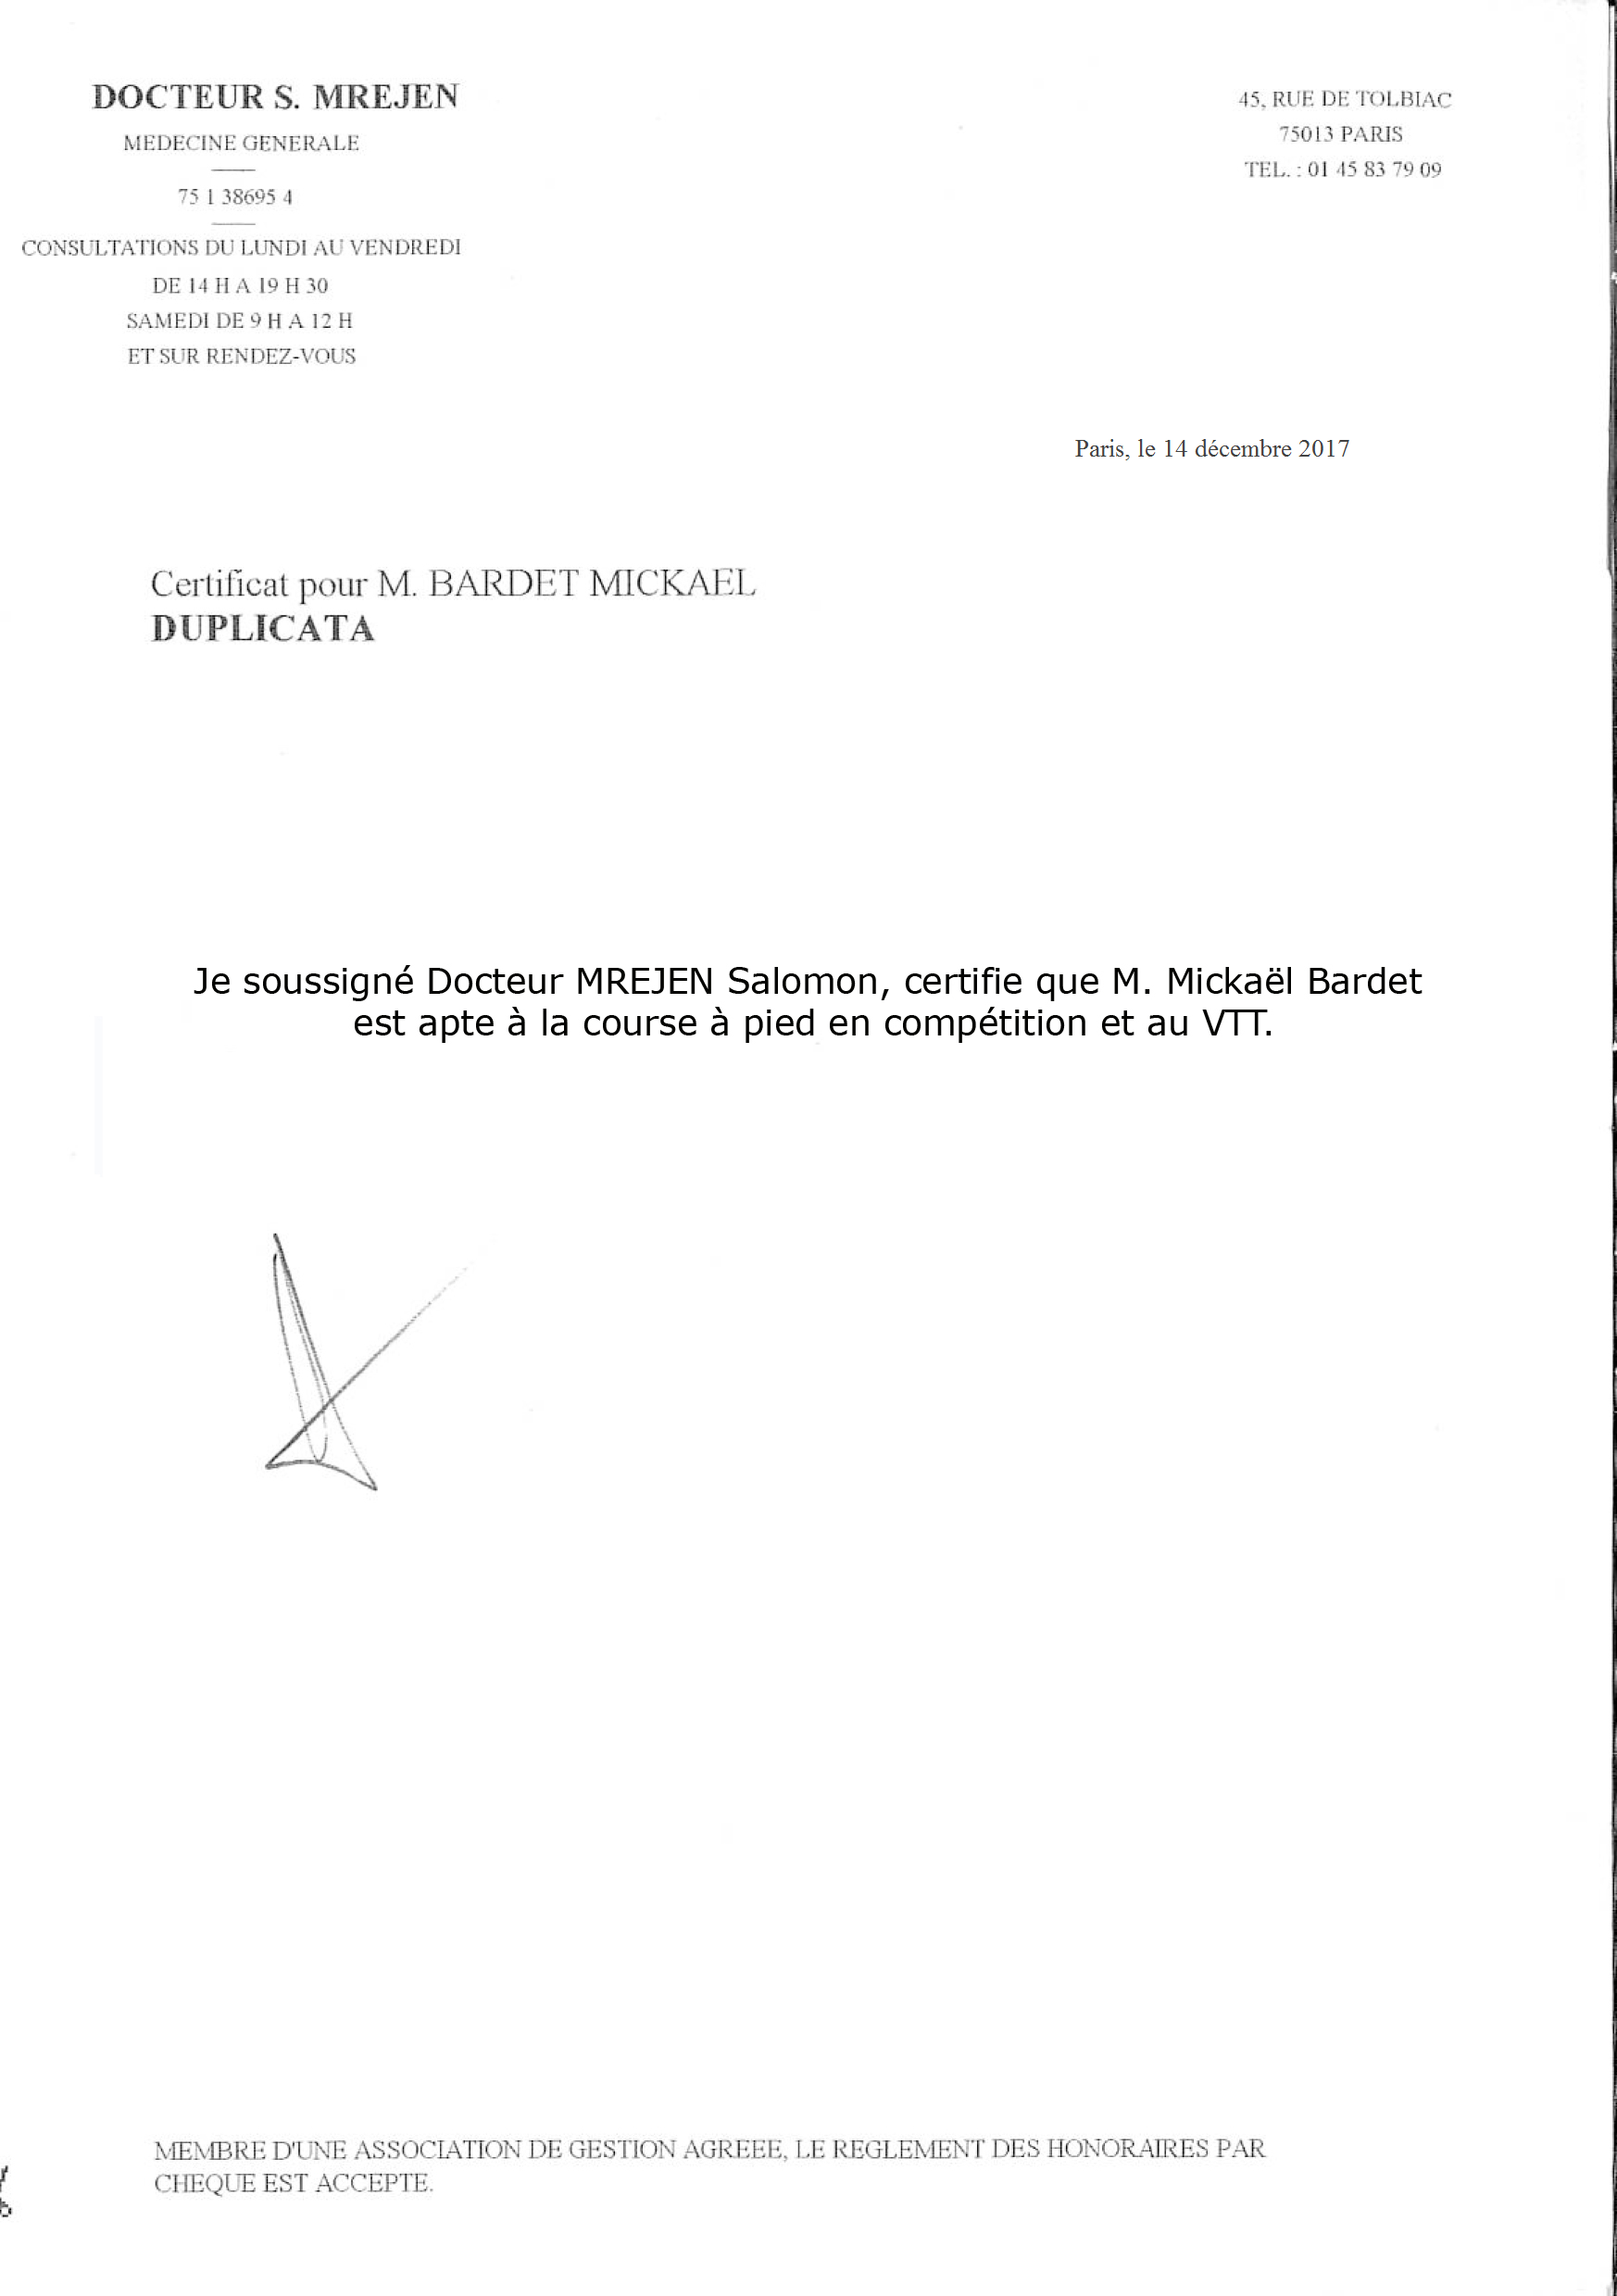 DOCTEUR S. MREJEN
MEDECINE GENERALE
75 1 38695 4
CONSULTATIONS DU LUNDI AU VENDREDI
DE 14 H A 19 H 30
SAMEDI DE 9 H A 12 H
ET SUR RENDEZ-VOUS
45, RUE DE TOLBIAC
75013 PARIS
TEL. : 01 45 83 79 09
Paris, le 14 décembre 2017
Certificat pour M. BARDET MICKAEL
DUPLICATA
Je soussigné Docteur MREJEN Salomon, certifie que M. Mickaël Bardet
est apte à la course à pied en compétition et au VTT.
MEMBRE D'UNE ASSOCIATION DE GESTION AGREEE, LE REGLEMENT DES HONORAIRES PAR
CHEQUE EST ACCEPTE.